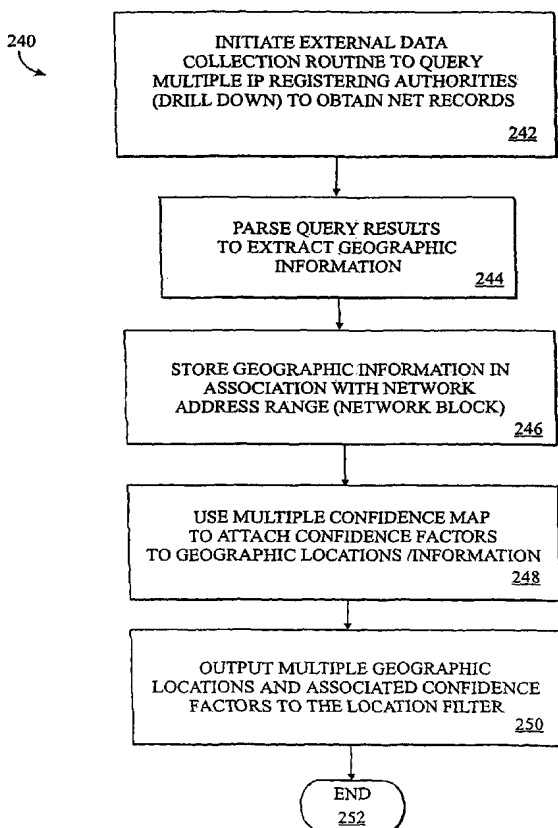 240
INITIATE EXTERNAL DATA
COLLECTION ROUTINE TO QUERY
MULTIPLE IP REGISTERING AUTHORITIES
(DRILL DOWN) TO OBTAIN NET RECORDS
242
PARSE QUERY RESULTS
TO EXTRACT GEOGRAPHIC
INFORMATION
244
STORE GEOGRAPHIC INFORMATION IN
ASSOCIATION WITH NETWORK
ADDRESS RANGE (NETWORK BLOCK)
246
USE MULTIPLE CONFIDENCE MAP
TO ATTACH CONFIDENCE FACTORS
TO GEOGRAPHIC LOCATIONS /INFORMATION
248
OUTPUT MULTIPLE GEOGRAPHIC
LOCATIONS AND ASSOCIATED CONFIDENCE
FACTORS TO THE LOCATION FILTER
250
END
252